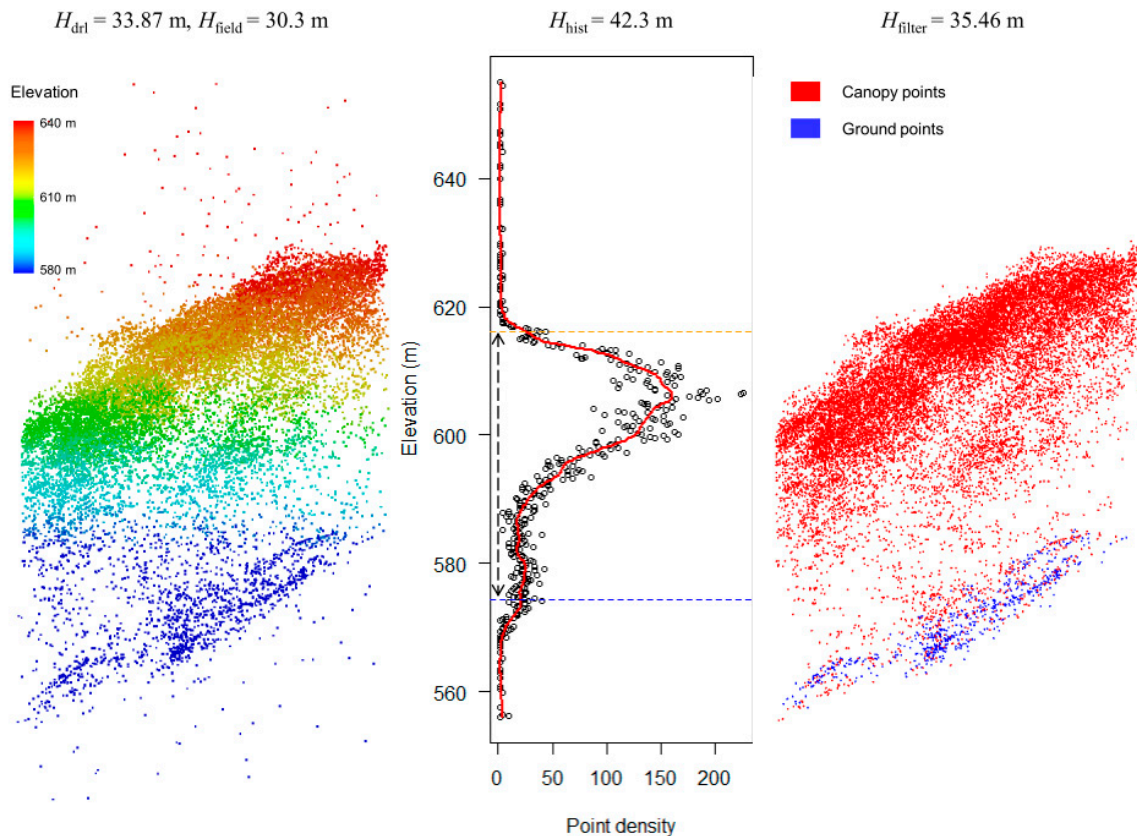 H_drl = 33.87 m, H_field = 30.3 m
H_hist = 42.3 m
H_filter = 35.46 m
Elevation
640 m
610 m
580 m
Elevation (m)
640
620
600
580
560
0 50 100 150 200
Point density
Canopy points
Ground points